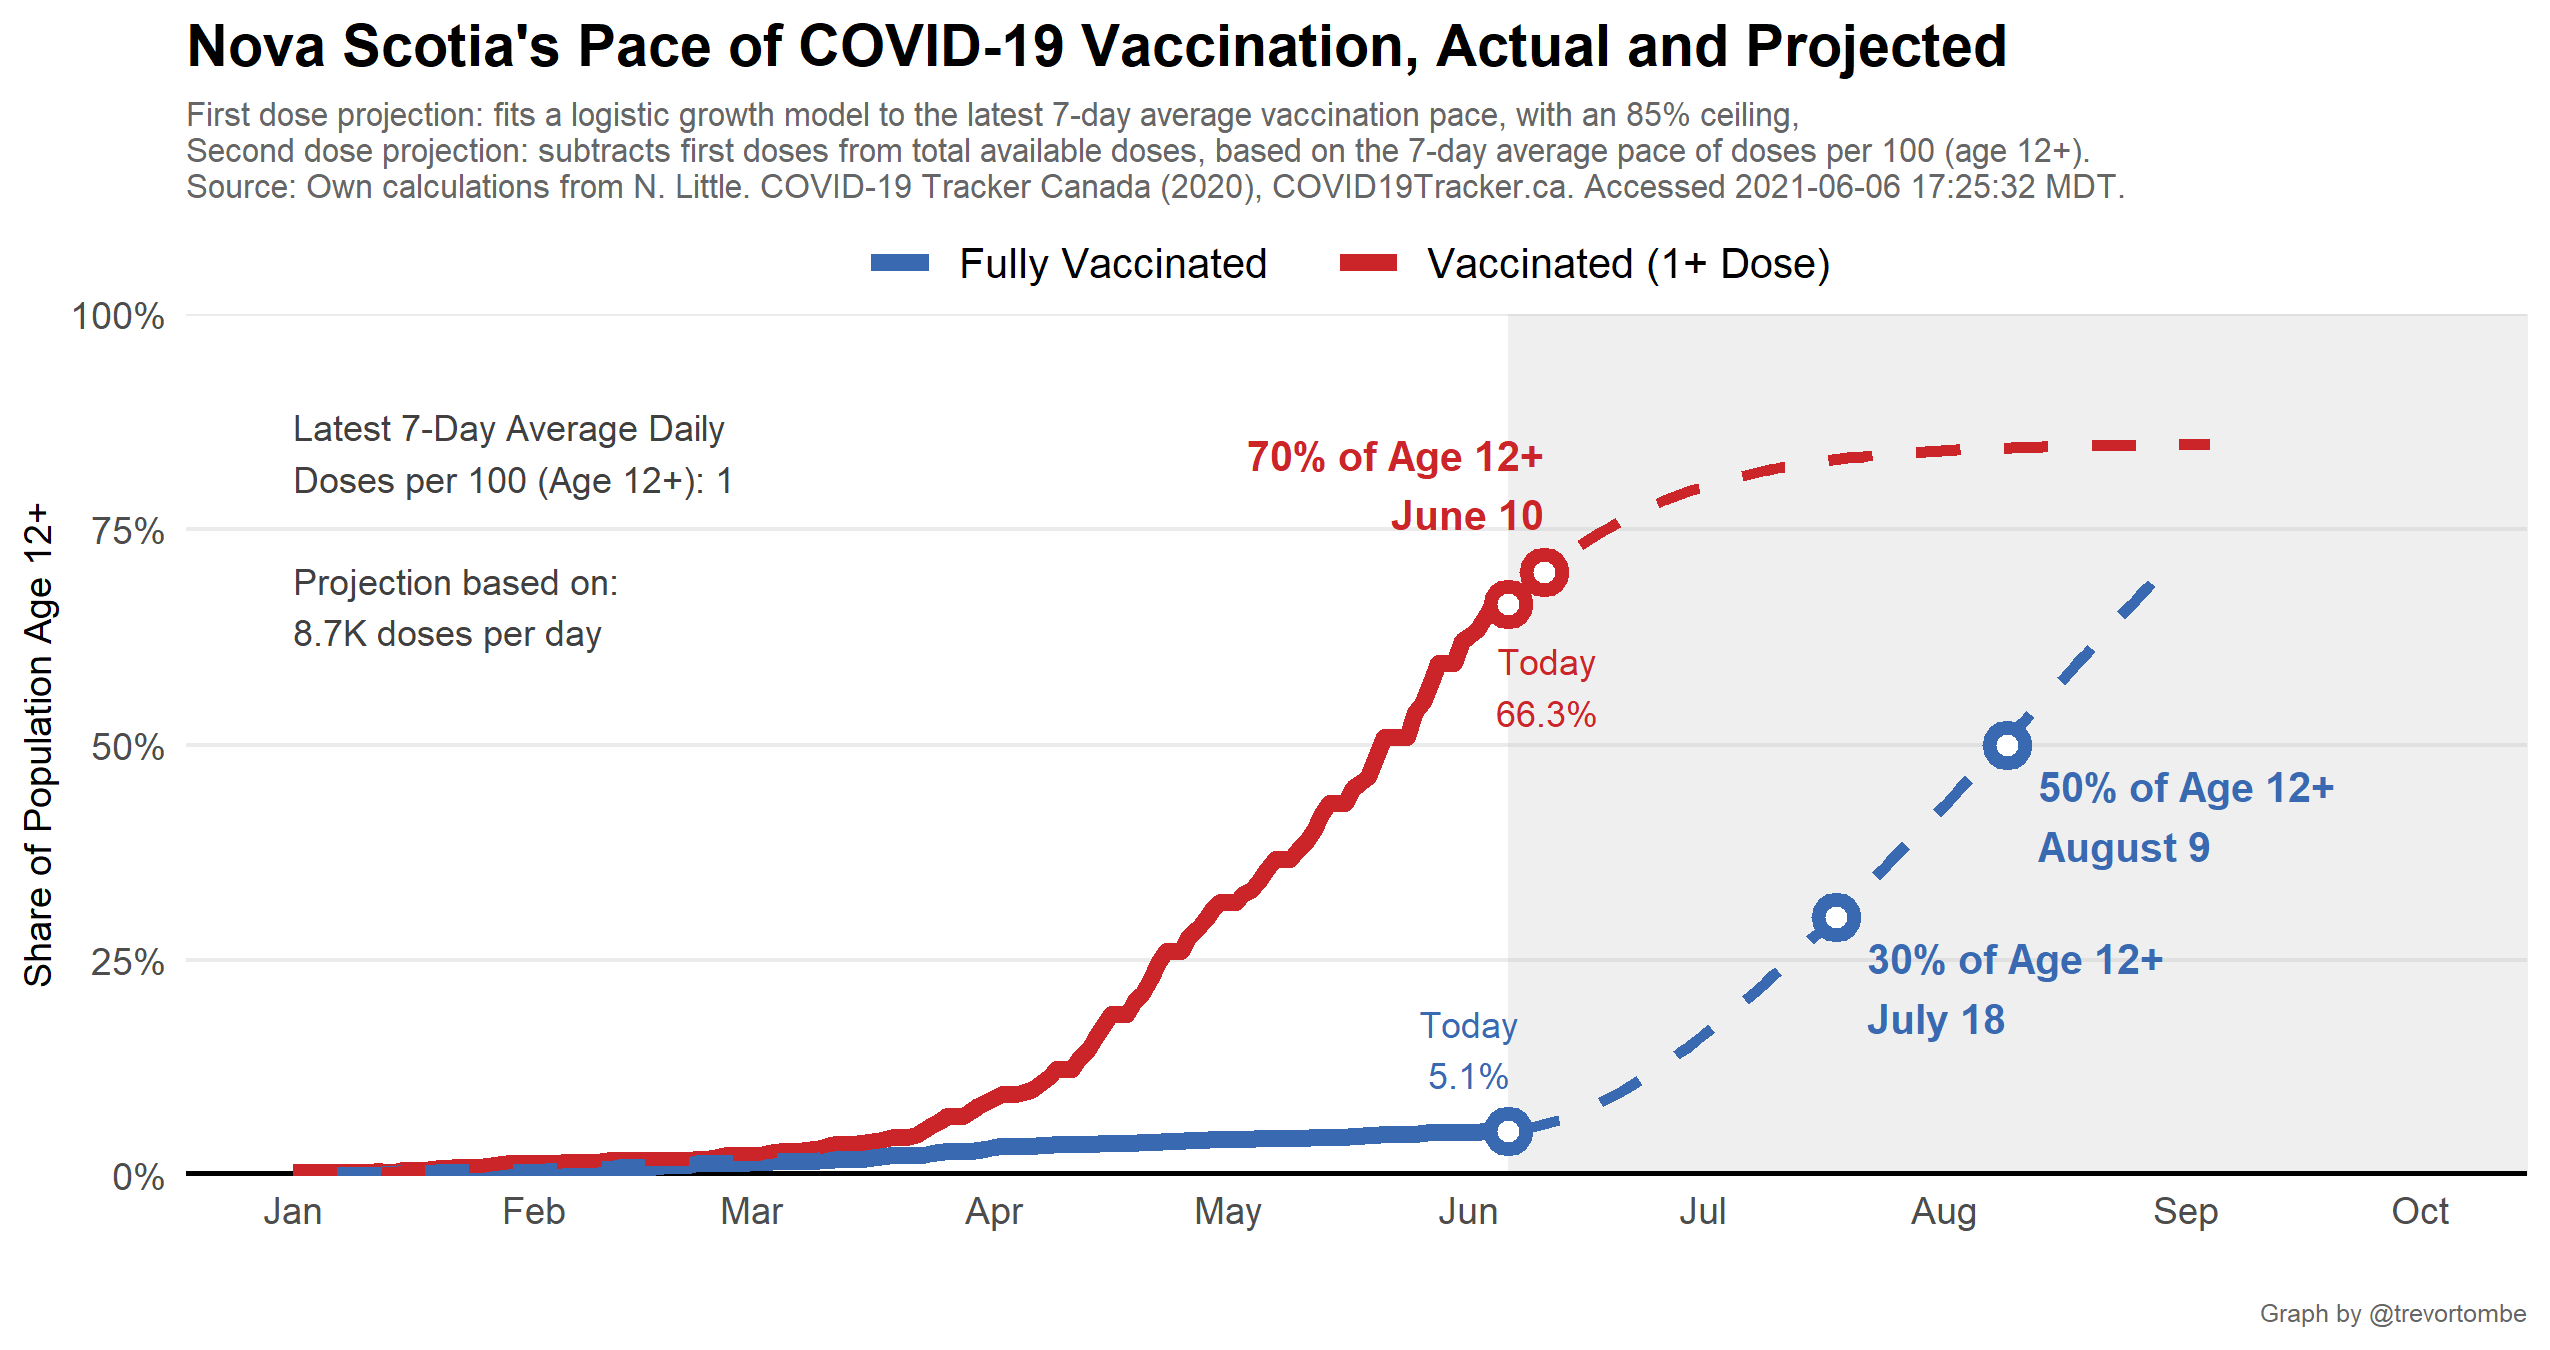 Nova Scotia's Pace of COVID-19 Vaccination, Actual and Projected
First dose projection: fits a logistic growth model to the latest 7-day average vaccination pace, with an 85% ceiling,
Second dose projection: subtracts first doses from total available doses, based on the 7-day average pace of doses per 100 (age 12+).
Source: Own calculations from N. Little. COVID-19 Tracker Canada (2020), COVID19Tracker.ca. Accessed 2021-06-06 17:25:32 MDT.
Fully Vaccinated
Vaccinated (1+ Dose)
Share of Population Age 12+
100%
75%
50%
25%
0%
Latest 7-Day Average Daily
Doses per 100 (Age 12+): 1
Projection based on:
8.7K doses per day
70% of Age 12+
June 10
Today
66.3%
50% of Age 12+
August 9
30% of Age 12+
July 18
Today
5.1%
Jan
Feb
Mar
Apr
May
Jun
Jul
Aug
Sep
Oct
Graph by @trevortombe